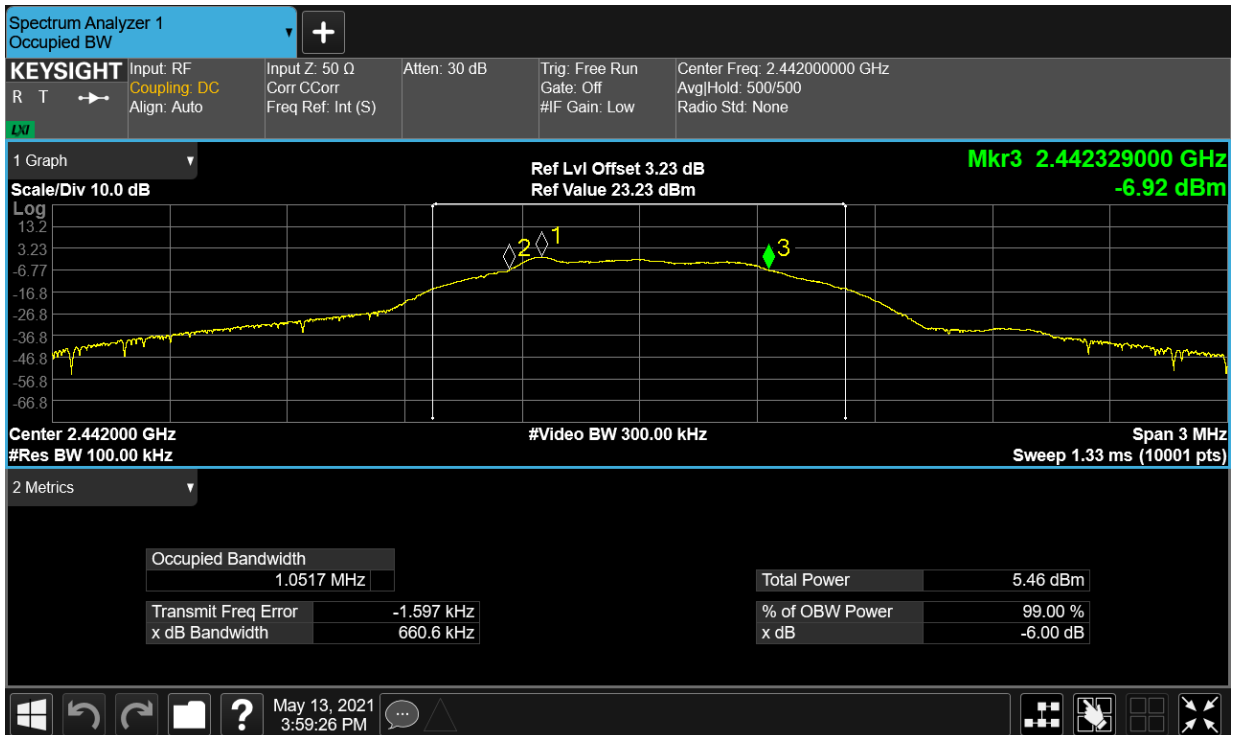 Spectrum Analyzer 1
Occupied BW
KEYSIGHT
R T
LXI
Input: RF
Coupling: DC
Align: Auto
Input Z: 50 Ω
Corr CCorr
Freq Ref: Int (S)
Atten: 30 dB
Trig: Free Run
Gate: Off
#IF Gain: Low
Center Freq: 2.442000000 GHz
Avg|Hold: 500/500
Radio Std: None
1 Graph
Scale/Div 10.0 dB
Ref Lvl Offset 3.23 dB
Ref Value 23.23 dBm
Mkr3 2.442329000 GHz
-6.92 dBm
Log
13.2
3.23
-6.77
-16.8
-26.8
-36.8
-46.8
-56.8
-66.8
2
1
3
Center 2.442000 GHz
#Res BW 100.00 kHz
#Video BW 300.00 kHz
Span 3 MHz
Sweep 1.33 ms (10001 pts)
2 Metrics
Occupied Bandwidth
1.0517 MHz
Transmit Freq Error -1.597 kHz
x dB Bandwidth 660.6 kHz
Total Power 5.46 dBm
% of OBW Power 99.00 %
x dB -6.00 dB
?
May 13, 2021
3:59:26 PM